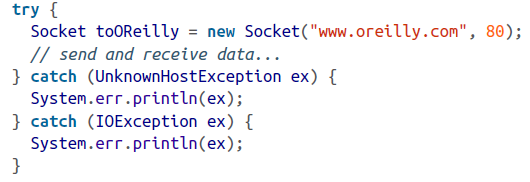 try {
  Socket toOReilly = new Socket("www.oreilly.com", 80);
  // send and receive data...
} catch (UnknownHostException ex) {
  System.err.println(ex);
} catch (IOException ex) {
  System.err.println(ex);
}